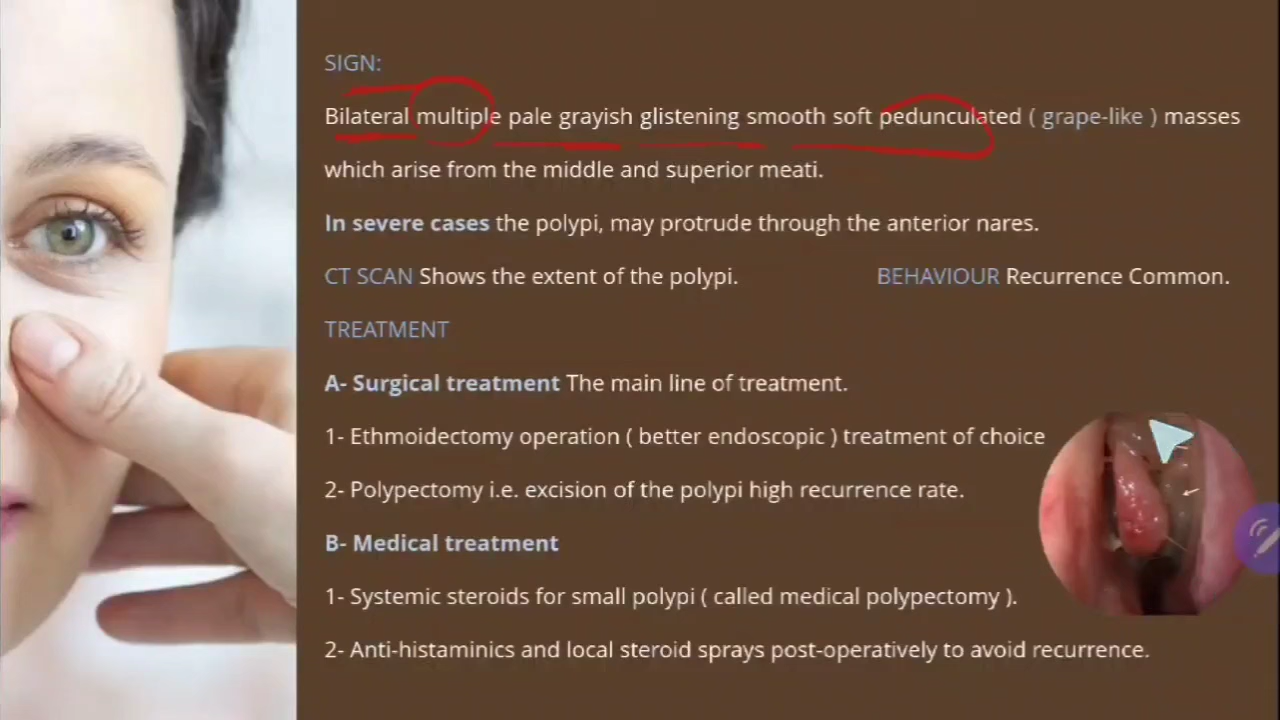 SIGN:
Bilateral multiple pale grayish glistening smooth soft pedunculated ( grape-like ) masses
which arise from the middle and superior meati.
In severe cases the polypi, may protrude through the anterior nares.
CT SCAN Shows the extent of the polypi. BEHAVIOUR Recurrence Common.
TREATMENT
A- Surgical treatment The main line of treatment.
1- Ethmoidectomy operation ( better endoscopic ) treatment of choice
2- Polypectomy i.e. excision of the polypi high recurrence rate.
B- Medical treatment
1- Systemic steroids for small polypi ( called medical polypectomy ).
2- Anti-histaminics and local steroid sprays post-operatively to avoid recurrence.